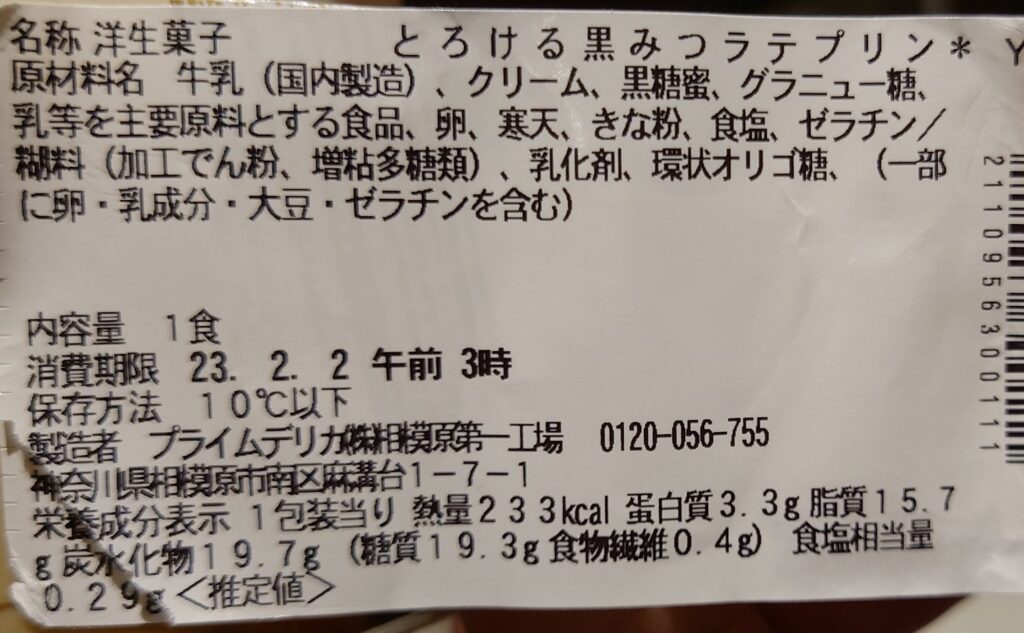 名称 洋生菓子 とろける黒みつラテプリン* Y
原材料名 牛乳（国内製造）、クリーム、黒糖蜜、グラニュー糖、
乳等を主要原料とする食品、卵、寒天、きな粉、食塩、ゼラチン／
糊料（加工でん粉、増粘多糖類）、乳化剤、環状オリゴ糖、（一部
に卵・乳成分・大豆・ゼラチンを含む）
内容量 1食
消費期限 23. 2. 2 午前 3時
保存方法 10℃以下
製造者 プライムデリカ㈱相模原第一工場 0120-056-755
神奈川県相模原市南区麻溝台1-7-1
栄養成分表示 1包装当り 熱量233kcal 蛋白質3.3g 脂質15.7
g 炭水化物19.7g （糖質19.3g 食物繊維0.4g） 食塩相当量
0.29g ＜推定値＞
2110956300111